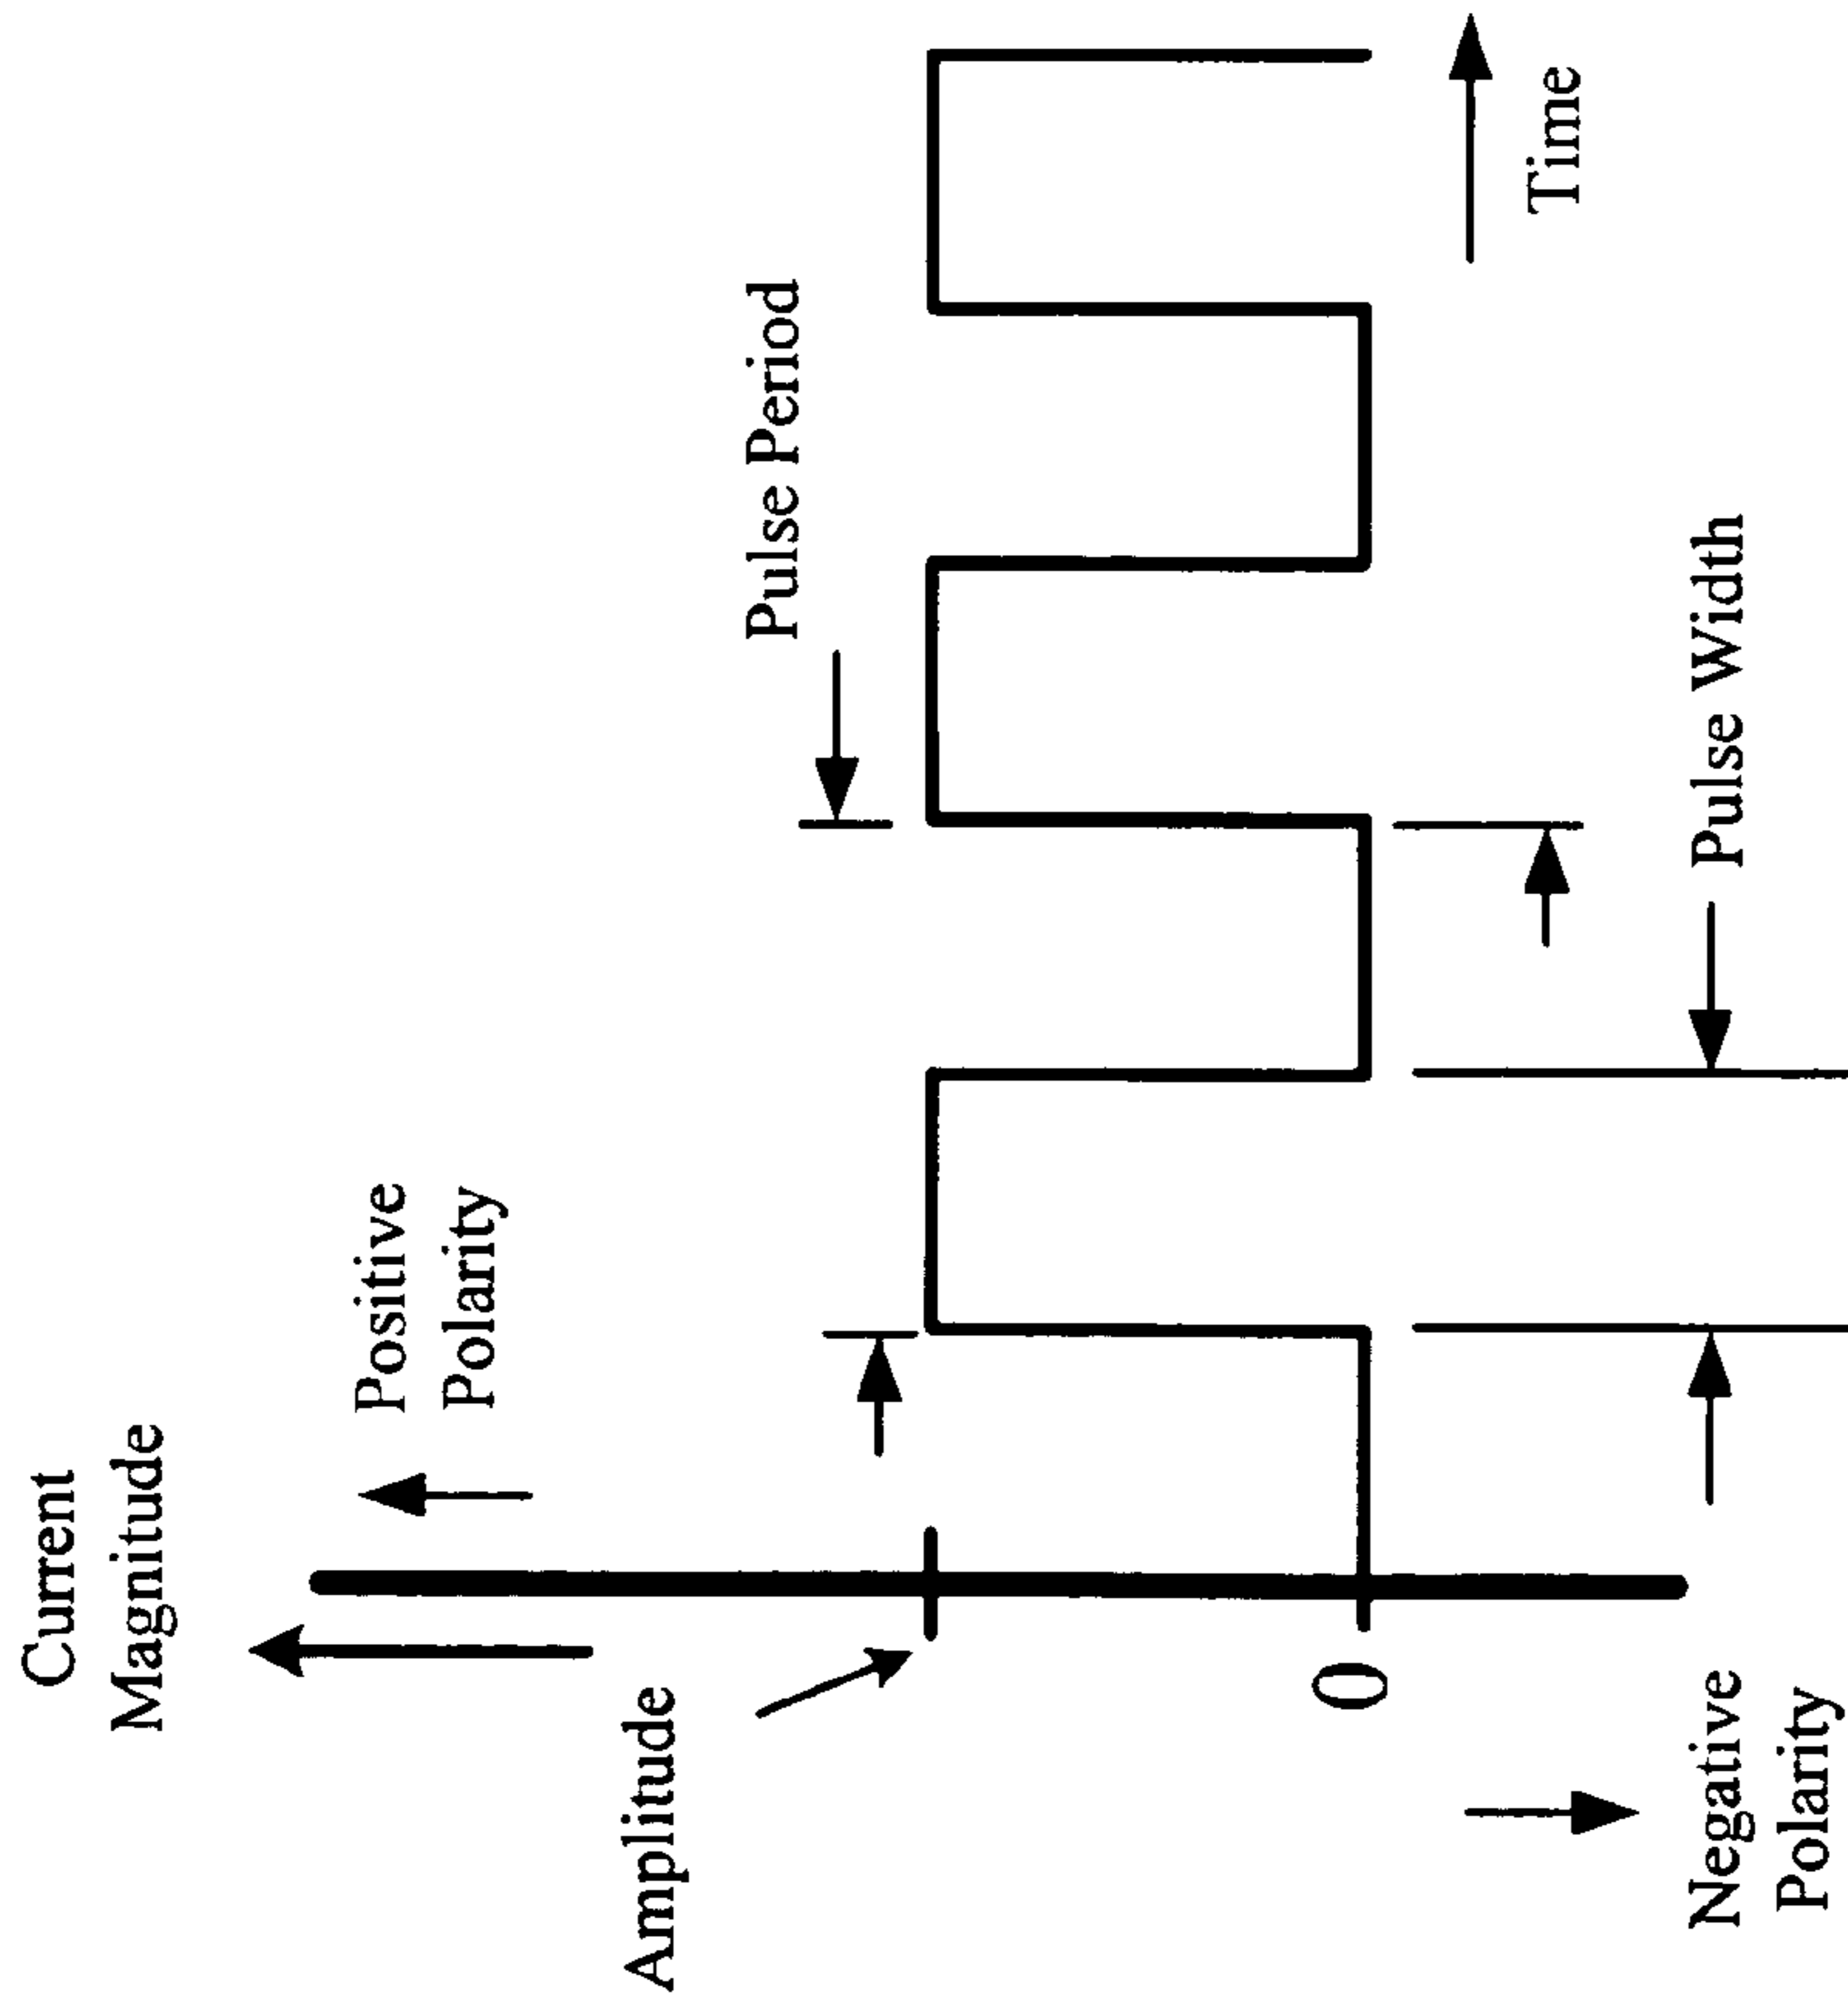 Current
Magnitude
Positive
Polarity
Amplitude
Pulse Period
0
Time
Pulse Width
Negative
Polarity